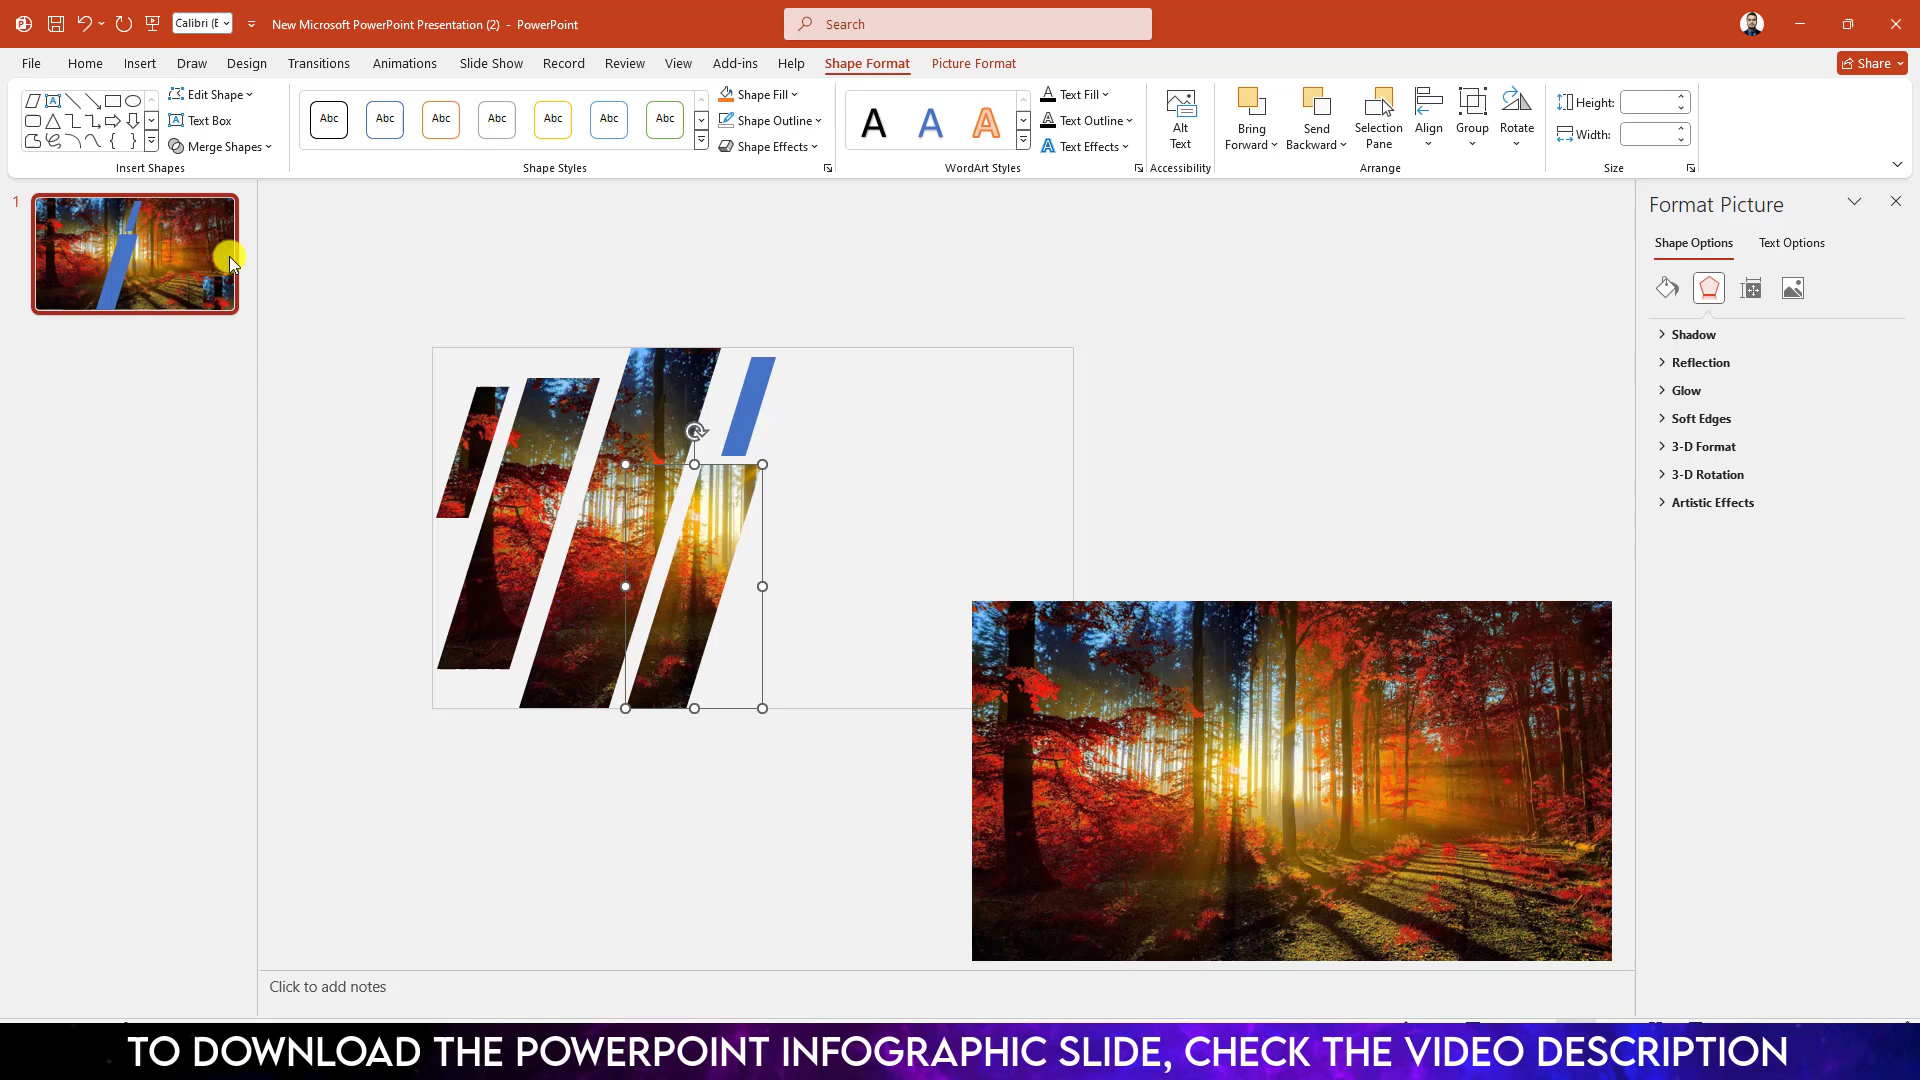 Calibri (E
New Microsoft PowerPoint Presentation (2) - PowerPoint
Search
File Home Insert Draw Design Transitions Animations Slide Show Record Review View Add-ins Help Shape Format Picture Format
Share
Edit Shape
Text Box
Merge Shapes
Insert Shapes
Abc Abc Abc Abc Abc Abc Abc
Shape Fill
Shape Outline
Shape Effects
Shape Styles
A A A
Text Fill
Text Outline
Text Effects
WordArt Styles
Alt Text
Accessibility
Bring Forward
Send Backward
Selection Pane
Align
Group
Rotate
Arrange
Height:
Width:
Size
1
Format Picture
Shape Options Text Options
Shadow
Reflection
Glow
Soft Edges
3-D Format
3-D Rotation
Artistic Effects
Click to add notes
TO DOWNLOAD THE POWERPOINT INFOGRAPHIC SLIDE, CHECK THE VIDEO DESCRIPTION